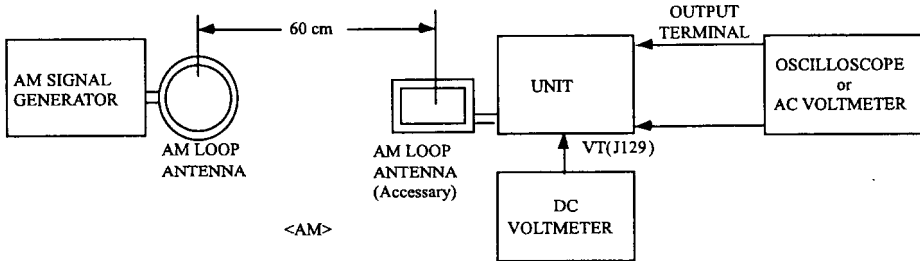 60 cm
OUTPUT
TERMINAL
AM SIGNAL
GENERATOR
UNIT
OSCILLOSCOPE
or
AC VOLTMETER
AM LOOP
ANTENNA
AM LOOP
ANTENNA
(Accessary)
VT(J129)
DC
VOLTMETER
<AM>